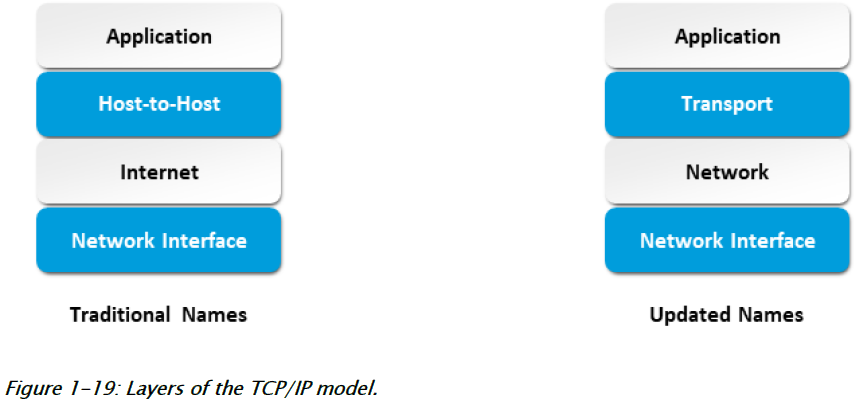 Application
Host-to-Host
Internet
Network Interface
Traditional Names
Application
Transport
Network
Network Interface
Updated Names
Figure 1-19: Layers of the TCP/IP model.